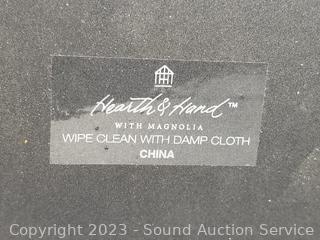 Hearth & Hand™
WITH MAGNOLIA
WIPE CLEAN WITH DAMP CLOTH
CHINA
Copyright 2023 - Sound Auction Service